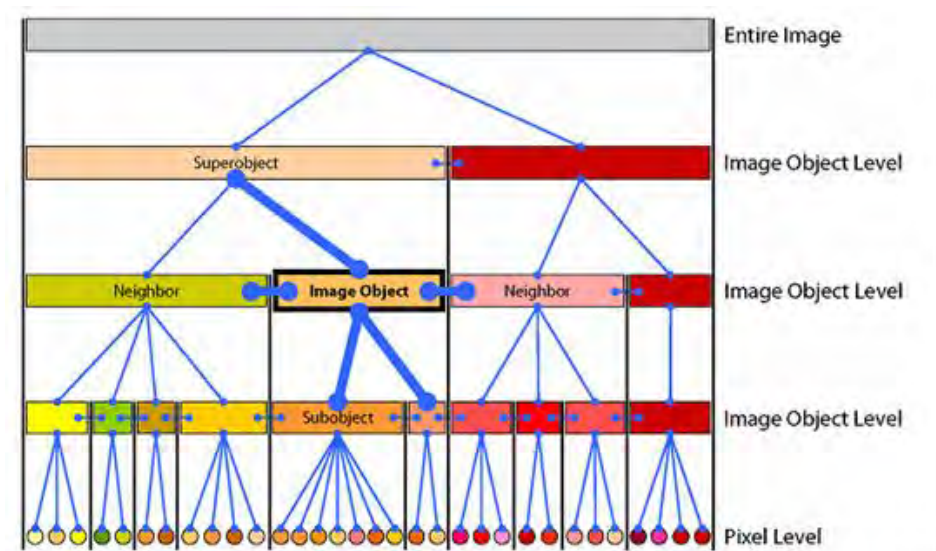 Entire Image
Superobject
Image Object Level
Neighbor
Image Object
Neighbor
Image Object Level
Subobject
Image Object Level
Pixel Level